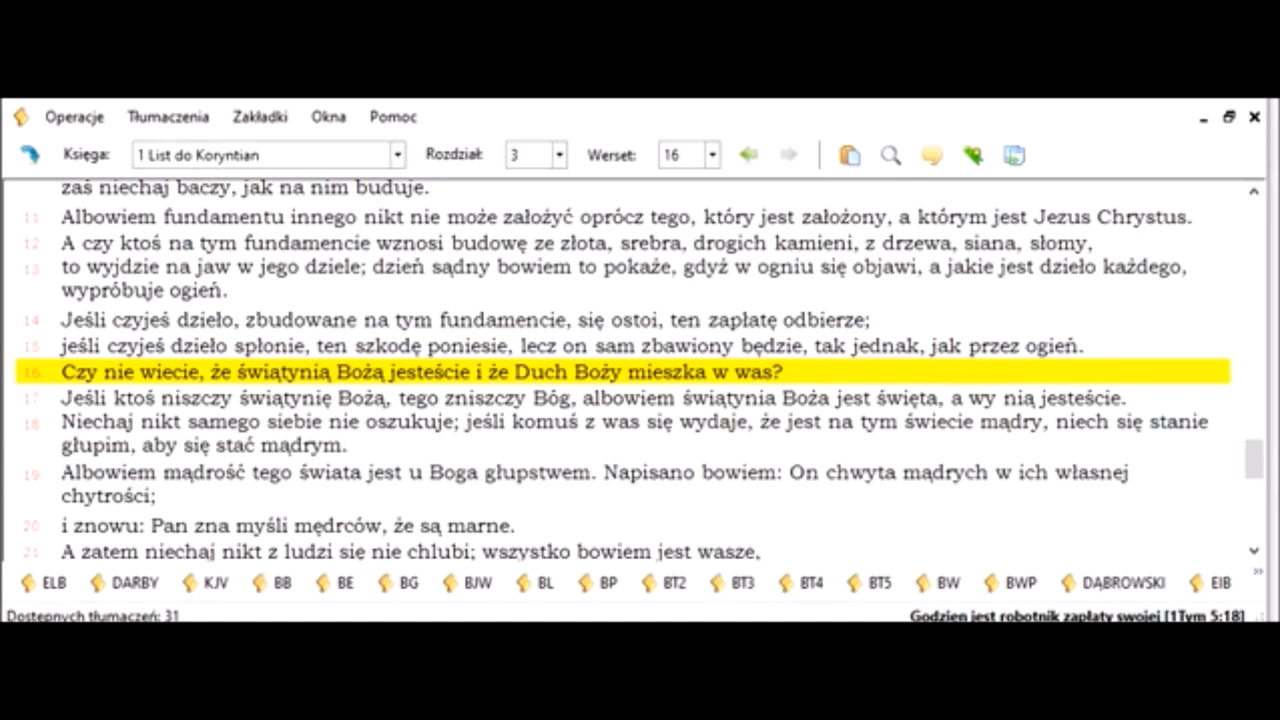 Operacje Tłumaczenia Zakładki Okna Pomoc
Księga: 1 List do Koryntian Rozdział: 3 Werset: 16
zaś niechaj baczy, jak na nim buduje.
11 Albowiem fundamentu innego nikt nie może założyć oprócz tego, który jest założony, a którym jest Jezus Chrystus.
12 A czy ktoś na tym fundamencie wznosi budowę ze złota, srebra, drogich kamieni, z drzewa, siana, słomy,
13 to wyjdzie na jaw w jego dziele; dzień sądny bowiem to pokaże, gdyż w ogniu się objawi, a jakie jest dzieło każdego,
wypróbuje ogień.
14 Jeśli czyjeś dzieło, zbudowane na tym fundamencie, się ostoi, ten zapłatę odbierze;
15 jeśli czyjeś dzieło spłonie, ten szkodę poniesie, lecz on sam zbawiony będzie, tak jednak, jak przez ogień.
16 Czy nie wiecie, że świątynią Bożą jesteście i że Duch Boży mieszka w was?
17 Jeśli ktoś niszczy świątynię Bożą, tego zniszczy Bóg, albowiem świątynia Boża jest święta, a wy nią jesteście.
18 Niechaj nikt samego siebie nie oszukuje; jeśli komuś z was się wydaje, że jest na tym świecie mądry, niech się stanie
głupim, aby się stać mądrym.
19 Albowiem mądrość tego świata jest u Boga głupstwem. Napisano bowiem: On chwyta mądrych w ich własnej
chytrości;
20 i znowu: Pan zna myśli mędrców, że są marne.
21 A zatem niechaj nikt z ludzi się nie chlubi; wszystko bowiem jest wasze,
ELB DARBY KJV BB BE BG BJW BL BP BT2 BT3 BT4 BT5 BW BWP DĄBROWSKI EIB
Dostępnych tłumaczeń: 31 Godzien jest robotnik zapłaty swojej [1Tym 5:18]